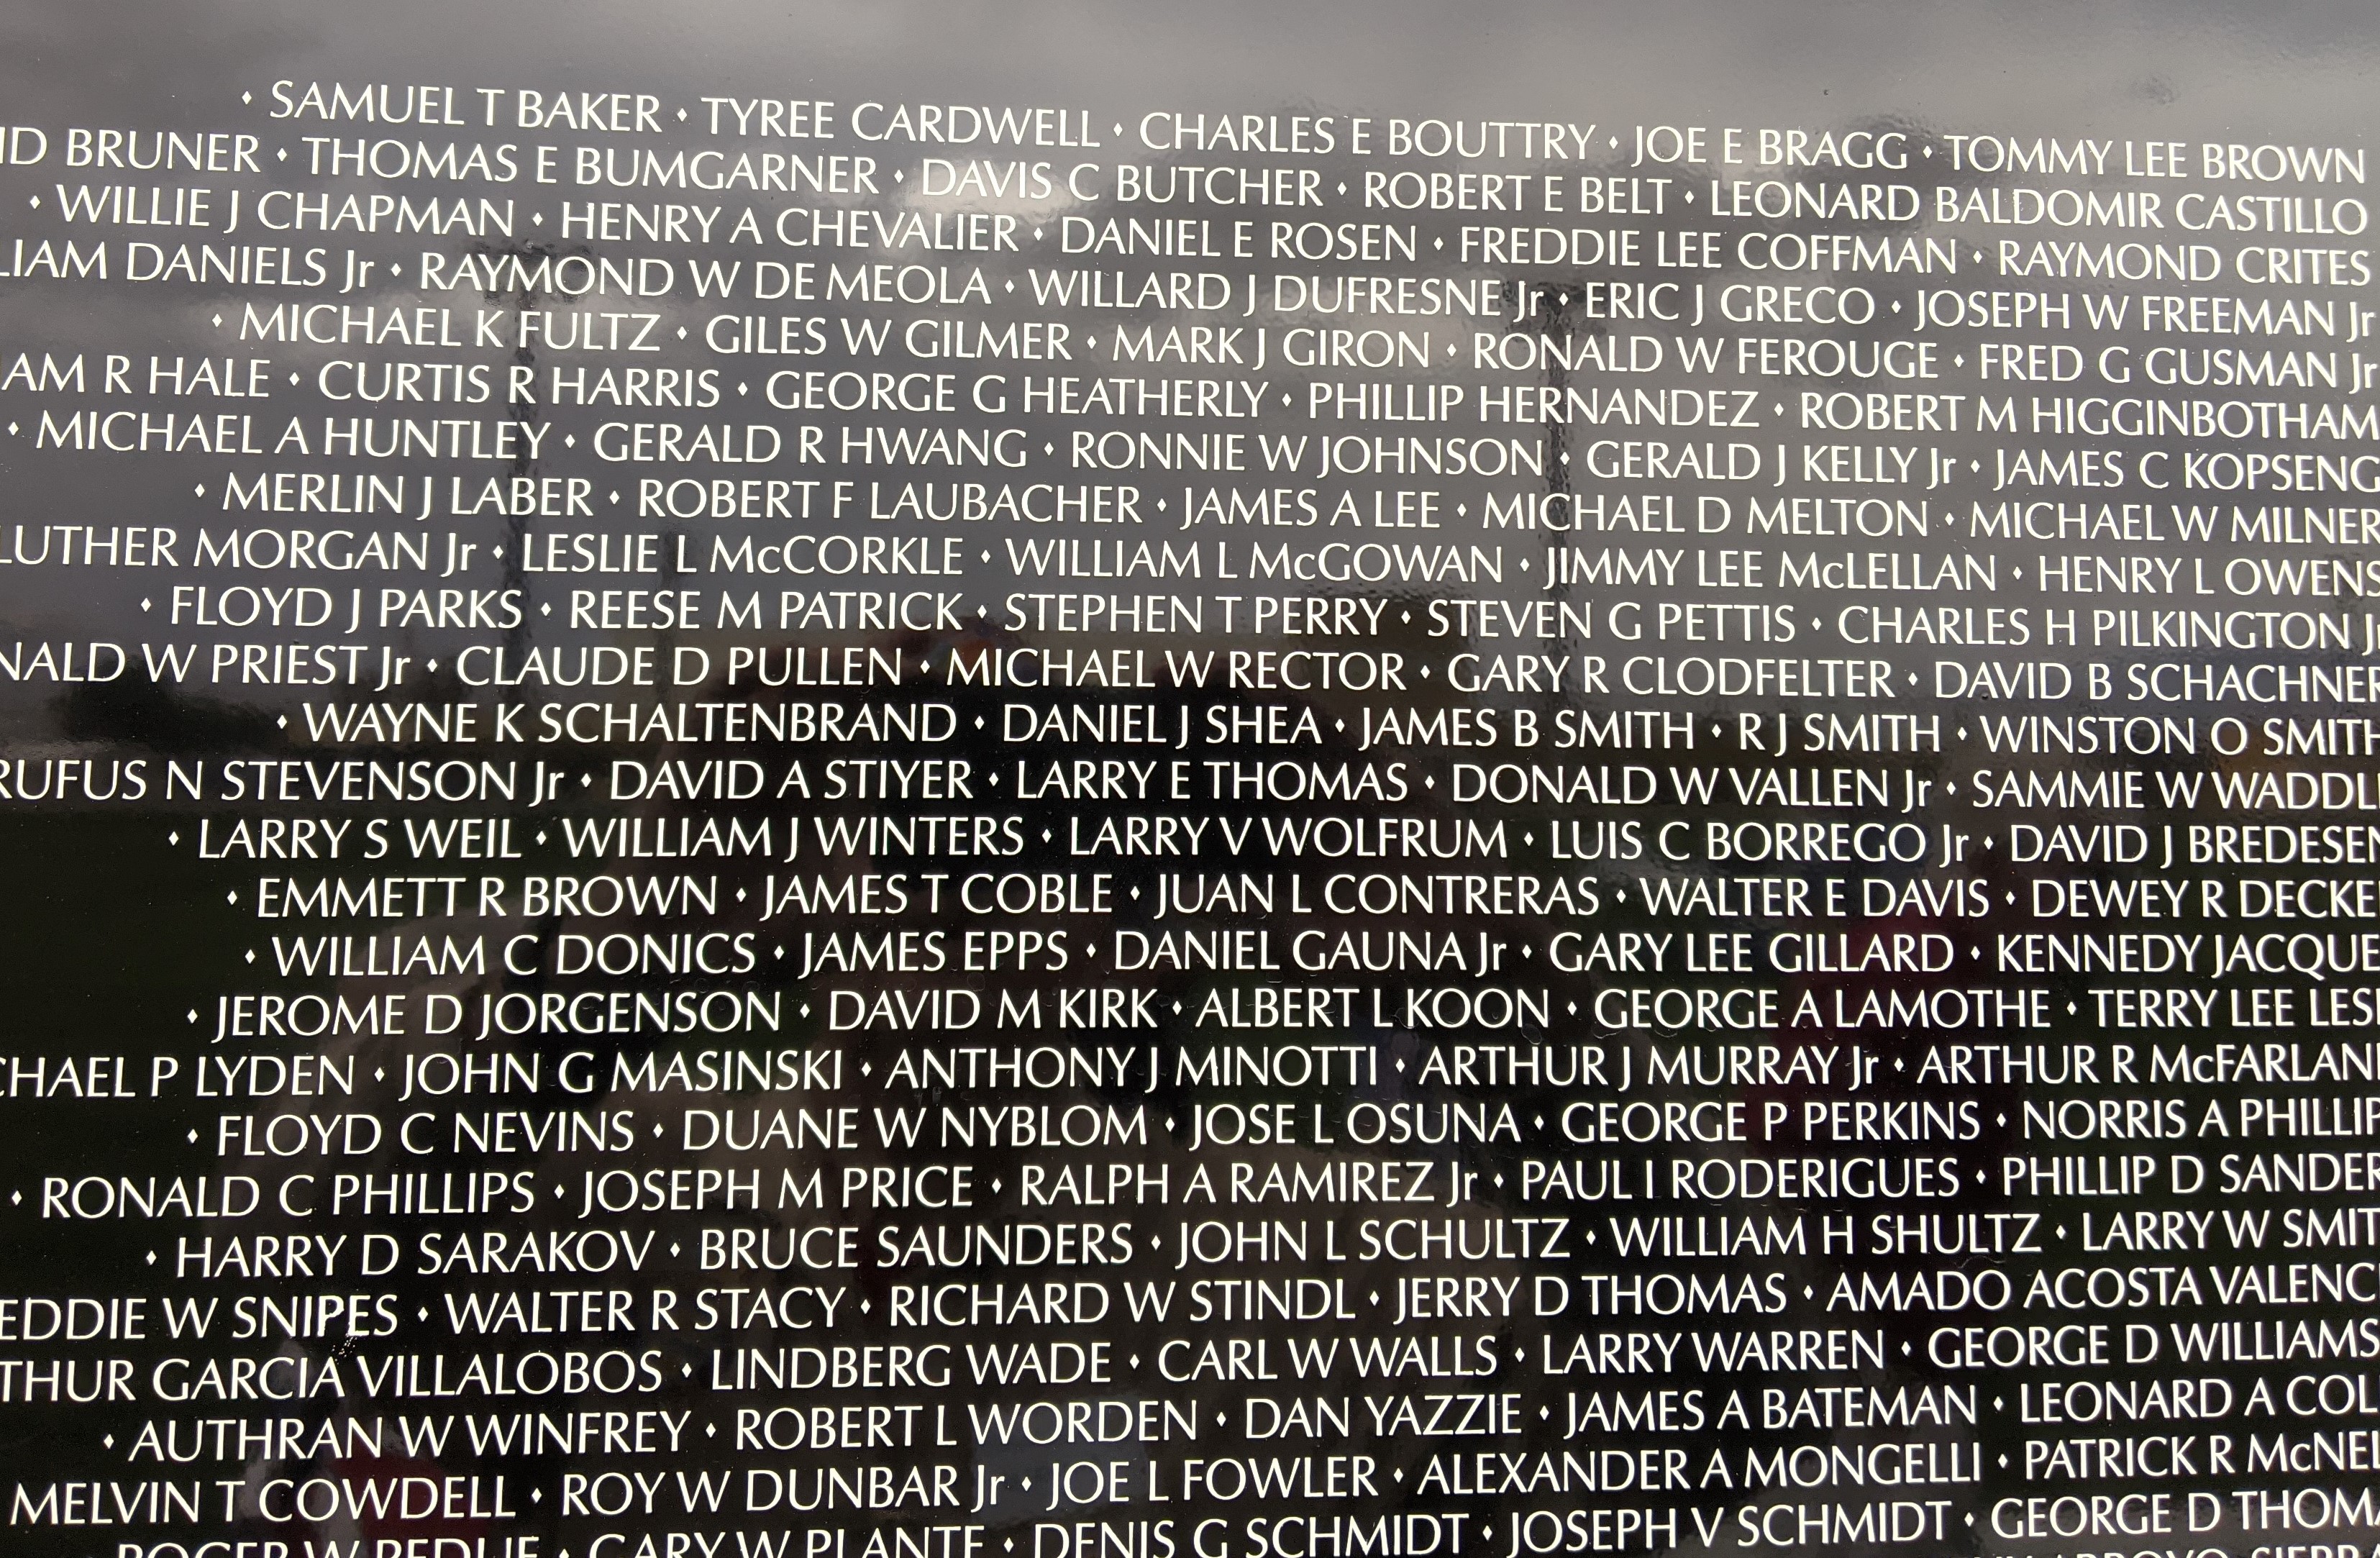 • SAMUEL T BAKER • TYREE CARDWELL • CHARLES E BOUTTRY • JOE E BRAGG • TOMMY LEE BROWN
BRUNER • THOMAS E BUMGARNER • DAVIS C BUTCHER • ROBERT E BELT • LEONARD BALDOMIR CASTILLO
• WILLIE J CHAPMAN • HENRY A CHEVALIER • DANIEL E ROSEN • FREDDIE LEE COFFMAN • RAYMOND CRITES
DANIELS Jr • RAYMOND W DE MEOLA • WILLARD J DUFRESNE Jr • ERIC J GRECO • JOSEPH W FREEMAN Jr
• MICHAEL K FULTZ • GILES W GILMER • MARK J GIRON • RONALD W FEROUGE • FRED G GUSMAN Jr
R HALE • CURTIS R HARRIS • GEORGE G HEATHERLY • PHILLIP HERNANDEZ • ROBERT M HIGGINBOTHAM
• MICHAEL A HUNTLEY • GERALD R HWANG • RONNIE W JOHNSON • GERALD J KELLY Jr • JAMES C KOPSENG
• MERLIN J LABER • ROBERT F LAUBACHER • JAMES A LEE • MICHAEL D MELTON • MICHAEL W MILNER
LUTHER MORGAN Jr • LESLIE L McCORKLE • WILLIAM L McGOWAN • JIMMY LEE McLELLAN • HENRY L OWENS
• FLOYD J PARKS • REESE M PATRICK • STEPHEN T PERRY • STEVEN G PETTIS • CHARLES H PILKINGTON Jr
W PRIEST Jr • CLAUDE D PULLEN • MICHAEL W RECTOR • GARY R CLODFELTER • DAVID B SCHACHNER
• WAYNE K SCHALTENBRAND • DANIEL J SHEA • JAMES B SMITH • R J SMITH • WINSTON O SMITH
RUFUS N STEVENSON Jr • DAVID A STIYER • LARRY E THOMAS • DONALD W VALLEN Jr • SAMMIE W
• LARRY S WEIL • WILLIAM J WINTERS • LARRY V WOLFRUM • LUIS C BORREGO Jr • DAVID J BREDESEN
• EMMETT R BROWN • JAMES T COBLE • JUAN L CONTRERAS • WALTER E DAVIS • DEWEY R
• WILLIAM C DONICS • JAMES EPPS • DANIEL GAUNA Jr • GARY LEE GILLARD • KENNEDY
• JEROME D JORGENSON • DAVID M KIRK • ALBERT L KOON • GEORGE A LAMOTHE • TERRY LEE
P LYDEN • JOHN G MASINSKI • ANTHONY J MINOTTI • ARTHUR J MURRAY Jr • ARTHUR R
• FLOYD C NEVINS • DUANE W NYBLOM • JOSE L OSUNA • GEORGE P PERKINS • NORRIS A
• RONALD C PHILLIPS • JOSEPH M PRICE • RALPH A RAMIREZ Jr • PAUL I RODERIGUES • PHILLIP D
• HARRY D SARAKOV • BRUCE SAUNDERS • JOHN L SCHULTZ • WILLIAM H SHULTZ • LARRY W
W SNIPES • WALTER R STACY • RICHARD W STINDL • JERRY D THOMAS • AMADO ACOSTA
GARCIA VILLALOBOS • LINDBERG WADE • CARL W WALLS • LARRY WARREN • GEORGE D WILLIAMS
• AUTHRAN W WINFREY • ROBERT L WORDEN • DAN YAZZIE • JAMES A BATEMAN • LEONARD A
MELVIN T COWDELL • ROY W DUNBAR Jr • JOE L FOWLER • ALEXANDER A MONGELLI • PATRICK R
ROGER W • GARY W PLANTE • DENIS G SCHMIDT • JOSEPH V SCHMIDT • GEORGE D